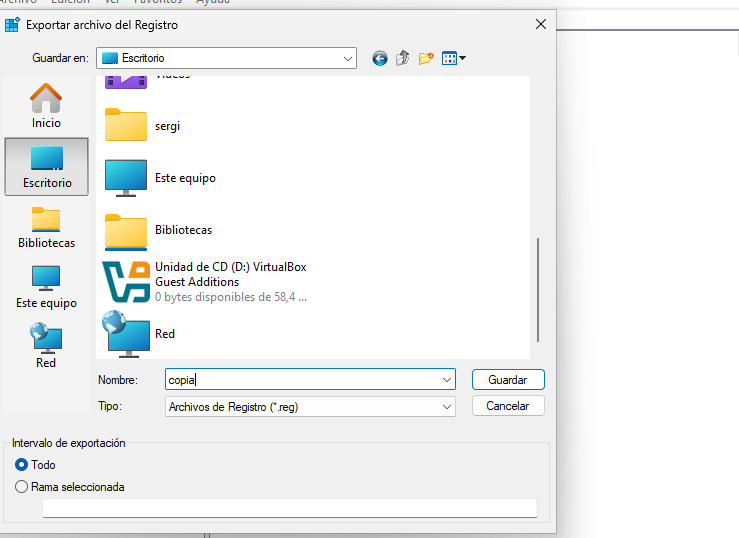 Archivo Edición Ver Favoritos Ayuda
Exportar archivo del Registro
Guardar en:
Escritorio
Vídeos
Inicio
sergi
Escritorio
Este equipo
Bibliotecas
Bibliotecas
Unidad de CD (D:) VirtualBox
Guest Additions
0 bytes disponibles de 58,4 ...
Este equipo
Red
Red
Nombre:
copia
Guardar
Tipo:
Archivos de Registro (*.reg)
Cancelar
Intervalo de exportación
Todo
Rama seleccionada